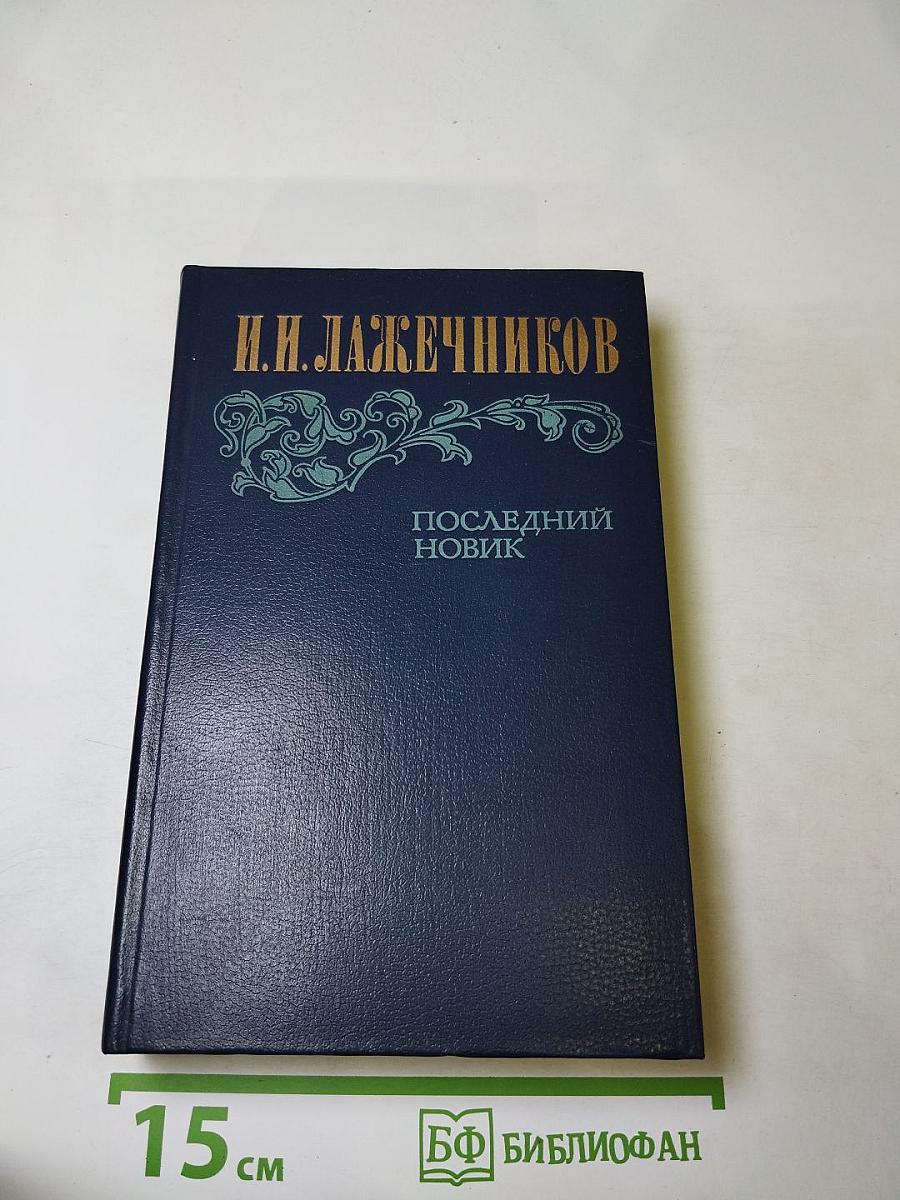 И.И.ЛАЖЕЧНИКОВ
ПОСЛЕДНИЙ
НОВИК
15 см
БФ БИБЛИОФАН